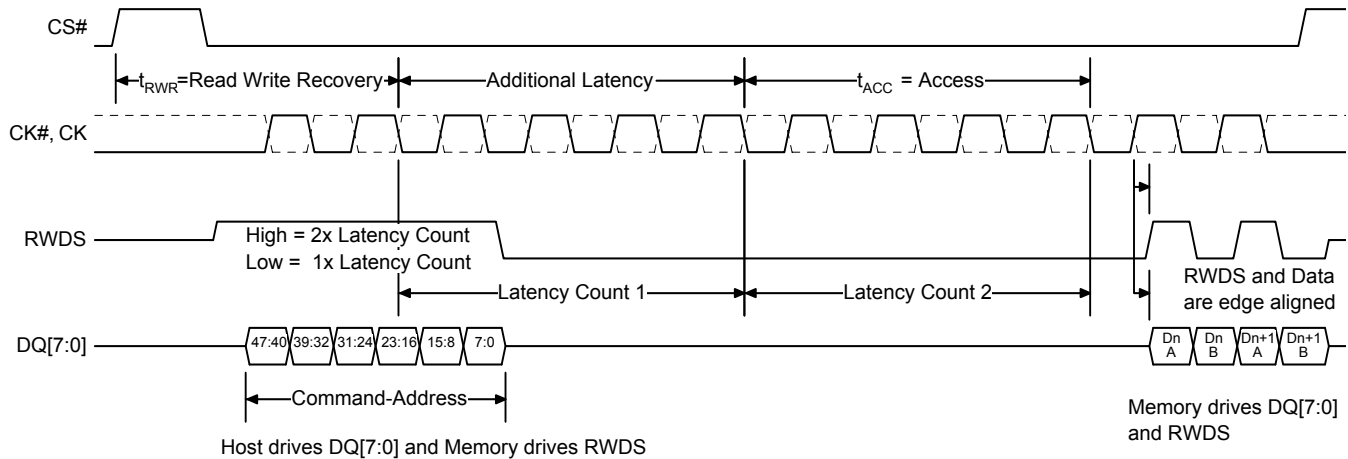 CS#
t_RWR=Read Write Recovery
Additional Latency
t_ACC = Access
CK#, CK
RWDS
High = 2x Latency Count
Low = 1x Latency Count
RWDS and Data
are edge aligned
Latency Count 1
Latency Count 2
DQ[7:0]
47:40 39:32 31:24 23:16 15:8 7:0
Dn A
Dn B
Dn+1 A
Dn+1 B
Command-Address
Memory drives DQ[7:0]
and RWDS
Host drives DQ[7:0] and Memory drives RWDS